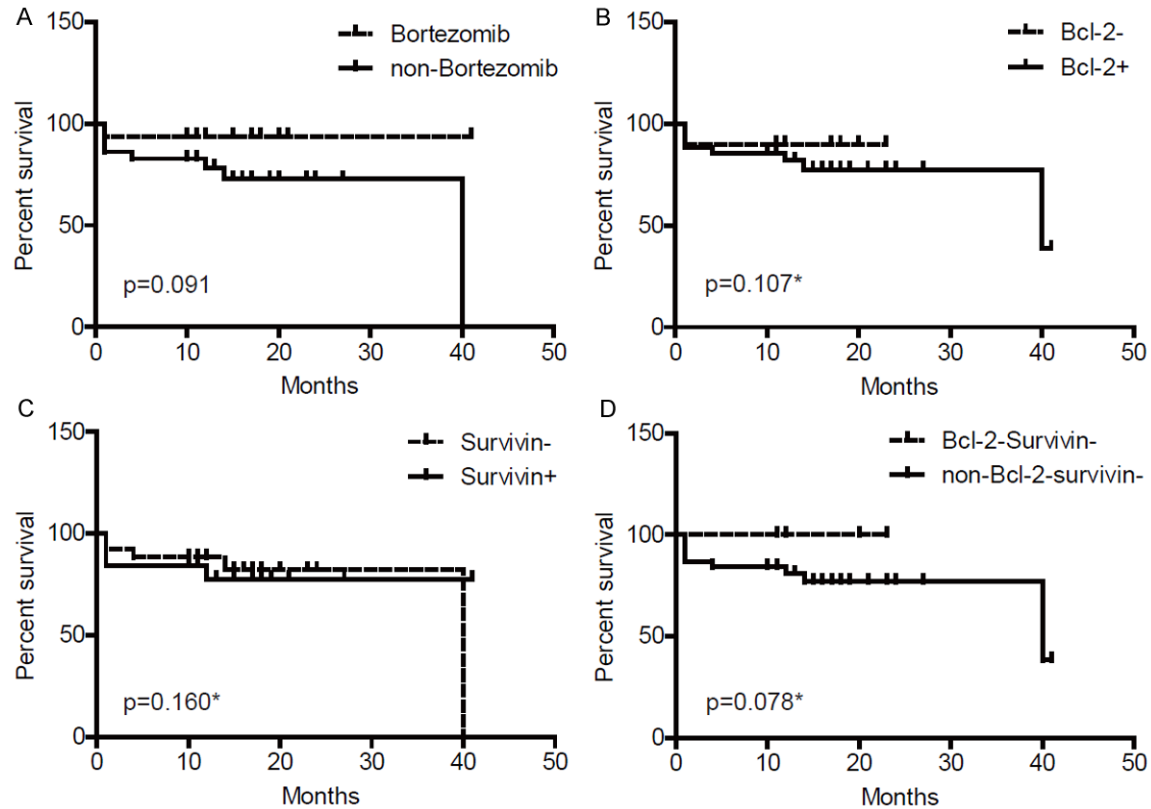 A
150
Bortezomib
non-Bortezomib
100
50
0
Percent survival
p=0.091
0 10 20 30 40 50
Months
B
150
Bcl-2-
Bcl-2+
100
50
0
Percent survival
p=0.107*
0 10 20 30 40 50
Months
C
150
Survivin-
Survivin+
100
50
0
Percent survival
p=0.160*
0 10 20 30 40 50
Months
D
150
Bcl-2-Survivin-
non-Bcl-2-survivin-
100
50
0
Percent survival
p=0.078*
0 10 20 30 40 50
Months